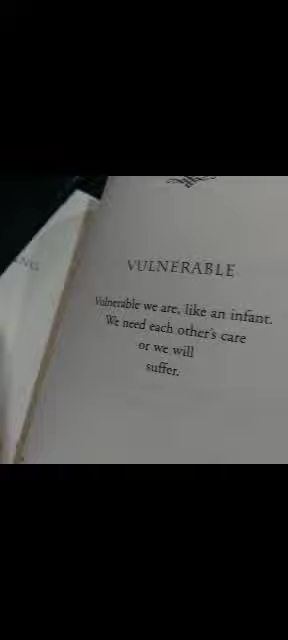 VULNERABLE
Vulnerable we are, like an infant.
We need each other's care
or we will
suffer.